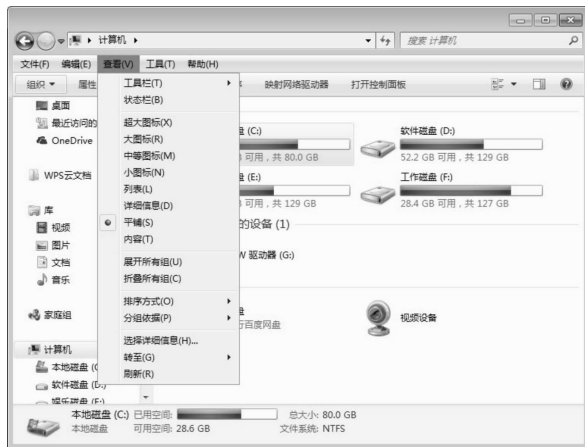 计算机
搜索 计算机
文件(F) 编辑(E) 查看(V) 工具(T) 帮助(H)
组织 属性 映射网络驱动器 打开控制面板
桌面
最近访问的
OneDrive
WPS云文档
库
视频
图片
文档
音乐
家庭组
计算机
本地磁盘 (C
软件磁盘 (D:)
娱乐磁盘 (E:)
工具栏(T)
状态栏(B)
超大图标(X)
大图标(R)
中等图标(M)
小图标(N)
列表(L)
详细信息(D)
平铺(S)
内容(T)
展开所有组(U)
折叠所有组(C)
排序方式(O)
分组依据(P)
选择详细信息(H)...
转至(G)
刷新(R)
(C:)
可用 , 共 80.0 GB
软件磁盘 (D:)
52.2 GB 可用 , 共 129 GB
(E:)
可用 , 共 129 GB
工作磁盘 (F:)
28.4 GB 可用 , 共 127 GB
的设备 (1)
W 驱动器 (G:)
行百度网盘
视频设备
本地磁盘 (C:) 已用空间: 总大小: 80.0 GB
本地磁盘 可用空间: 28.6 GB 文件系统: NTFS